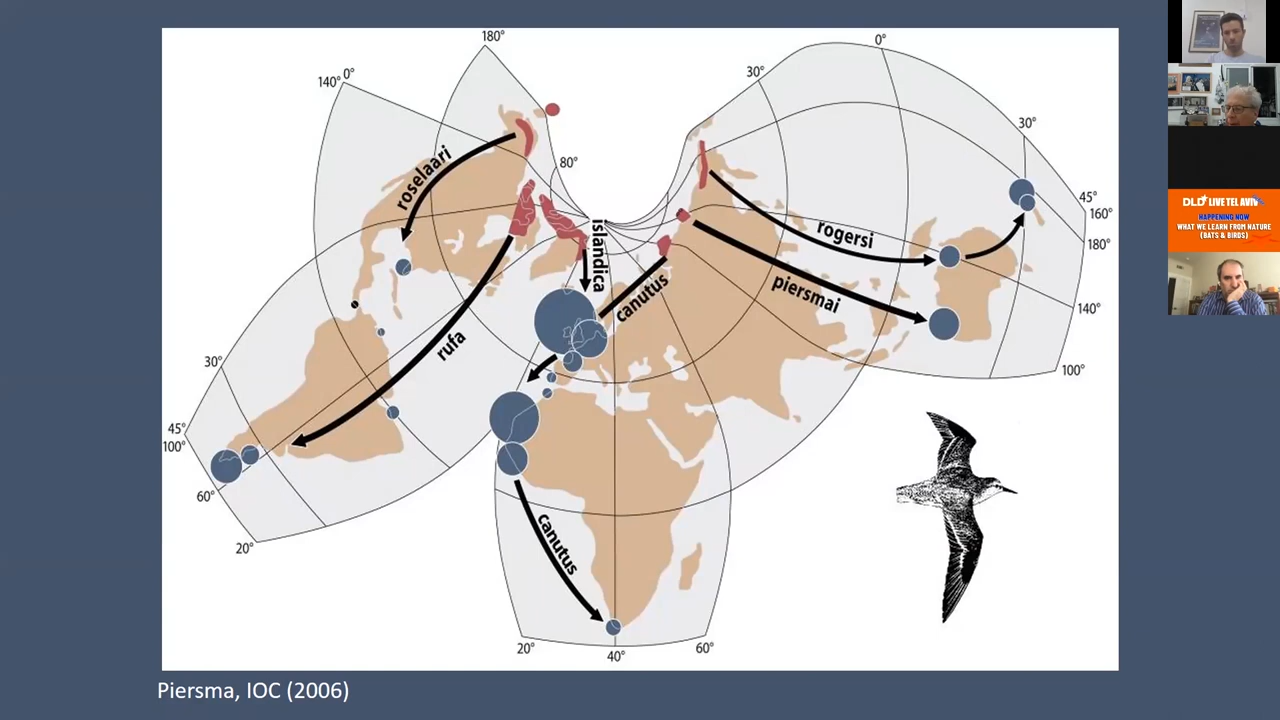 180°
0°
140°
0°
30°
80°
30°
45°
160°
180°
140°
100°
roselaari
islandica
canutus
rogersi
piersmai
rufa
30°
45°
100°
60°
20°
canutus
20°
40°
60°
Piersma, IOC (2006)
DLD LIVE TEL AVIV
HAPPENING NOW
WHAT WE LEARN FROM NATURE
(BATS & BIRDS)